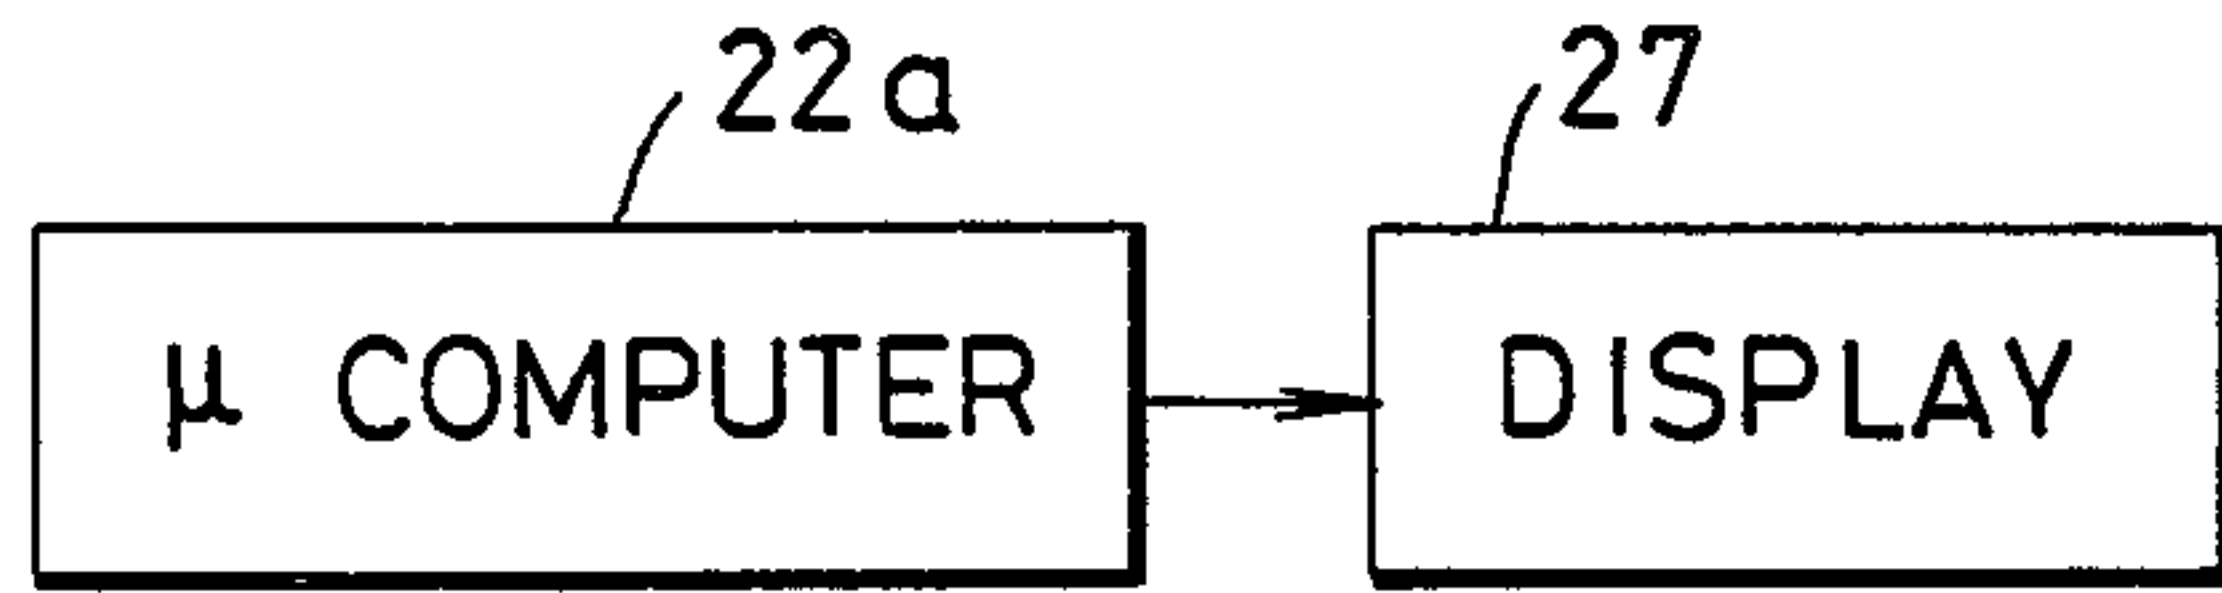 22a 27
μ COMPUTER DISPLAY